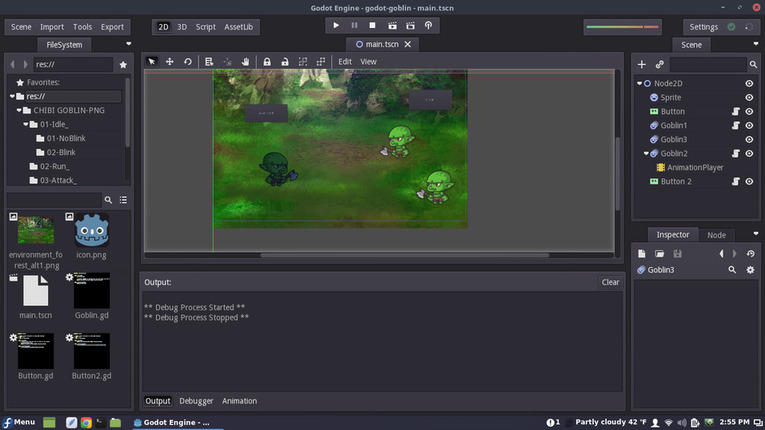 Godot Engine - godot-goblin - main.tscn
Scene Import Tools Export
2D 3D Script AssetLib
Settings
FileSystem
main.tscn
Scene
res://
Edit View
Favorites:
res://
CHIBI GOBLIN-PNG
01-Idle_
01-NoBlink
02-Blink
02-Run_
03-Attack_
Node2D
Sprite
Button
Goblin1
Goblin3
Goblin2
AnimationPlayer
Button 2
environment_fo
rest_alt1.png
icon.png
main.tscn
Goblin.gd
Button.gd
Button2.gd
Inspector Node
Goblin3
Output:
Clear
** Debug Process Started **
** Debug Process Stopped **
Output Debugger Animation
Menu
Godot Engine - ...
1
Partly cloudy 42 °F
2:55 PM